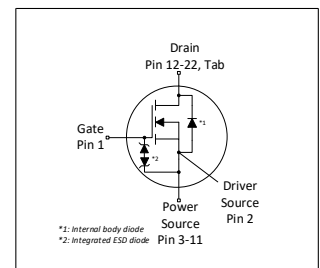 Drain
Pin 12-22, Tab
*1
Gate
Pin 1
*2
Driver
Source
Pin 2
Power
Source
Pin 3-11
*1: Internal body diode
*2: Integrated ESD diode